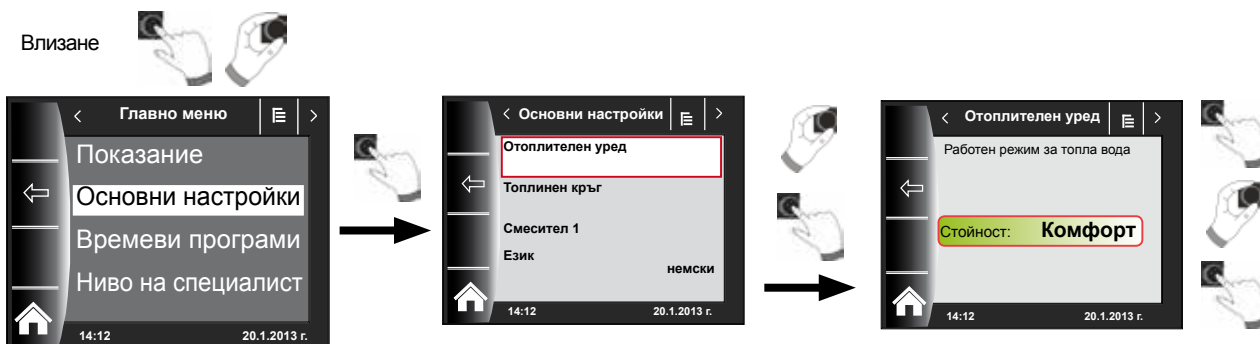 Влизане
Главно меню
Показание
Основни настройки
Времеви програми
Ниво на специалист
14:12
20.1.2013 г.
Основни настройки
Отоплителен уред
Топлинен кръг
Смесител 1
Език
немски
14:12
20.1.2013 г.
Отоплителен уред
Работен режим за топла вода
Стойност: Комфорт
14:12
20.1.2013 г.